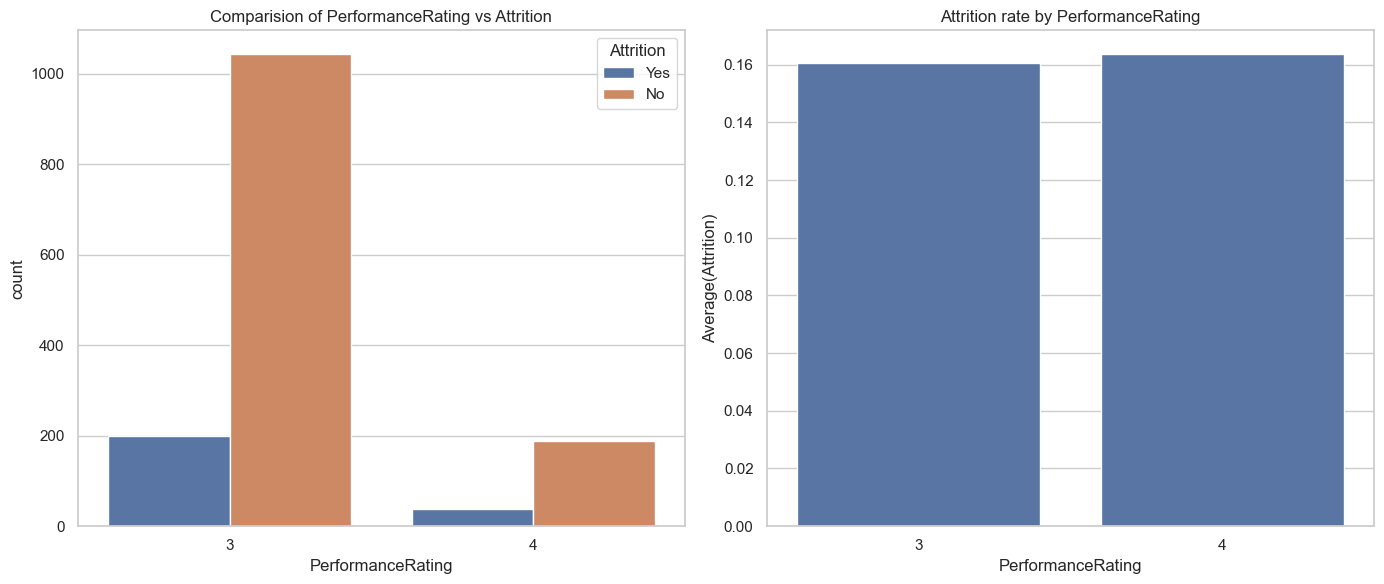 Comparision of PerformanceRating vs Attrition
Attrition
Yes
No
1000
800
600
400
200
0
count
3
4
PerformanceRating
Attrition rate by PerformanceRating
0.16
0.14
0.12
0.10
0.08
0.06
0.04
0.02
0.00
Average(Attrition)
3
4
PerformanceRating